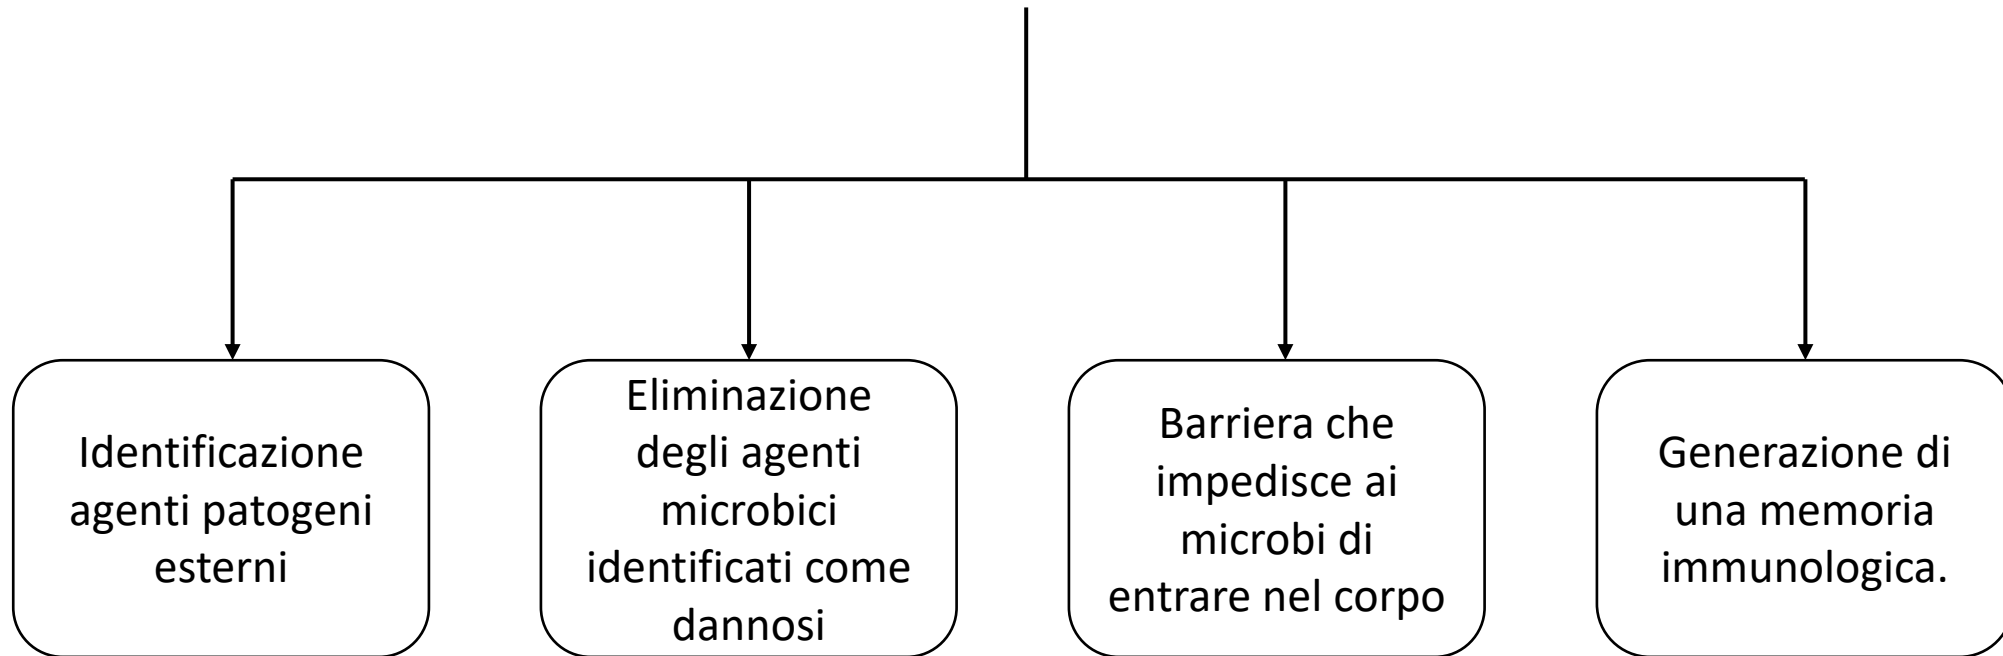 Identificazione
agenti patogeni
esterni
Eliminazione
degli agenti
microbici
identificati come
dannosi
Barriera che
impedisce ai
microbi di
entrare nel corpo
Generazione di
una memoria
immunologica.